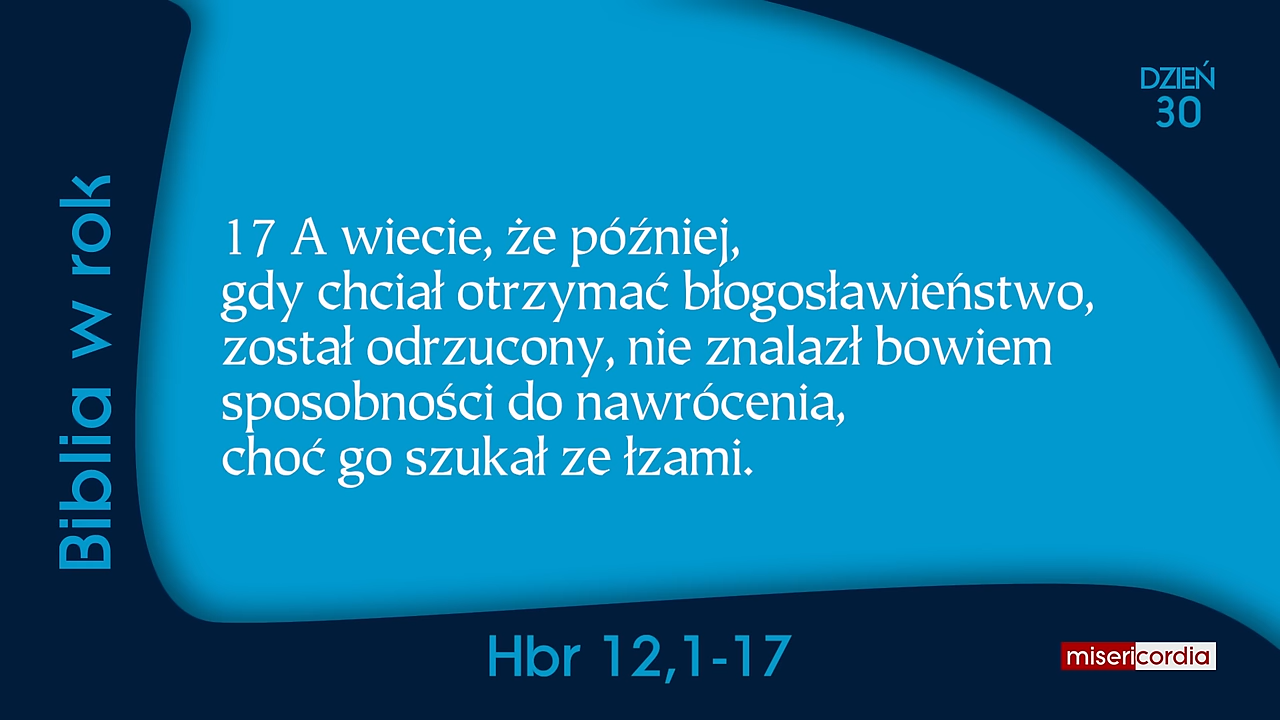 DZIEŃ
30
Biblia w rok
17 A wiecie, że później,
gdy chciał otrzymać błogosławieństwo,
został odrzucony, nie znalazł bowiem
sposobności do nawrócenia,
choć go szukał ze łzami.
Hbr 12,1-17
misericordia